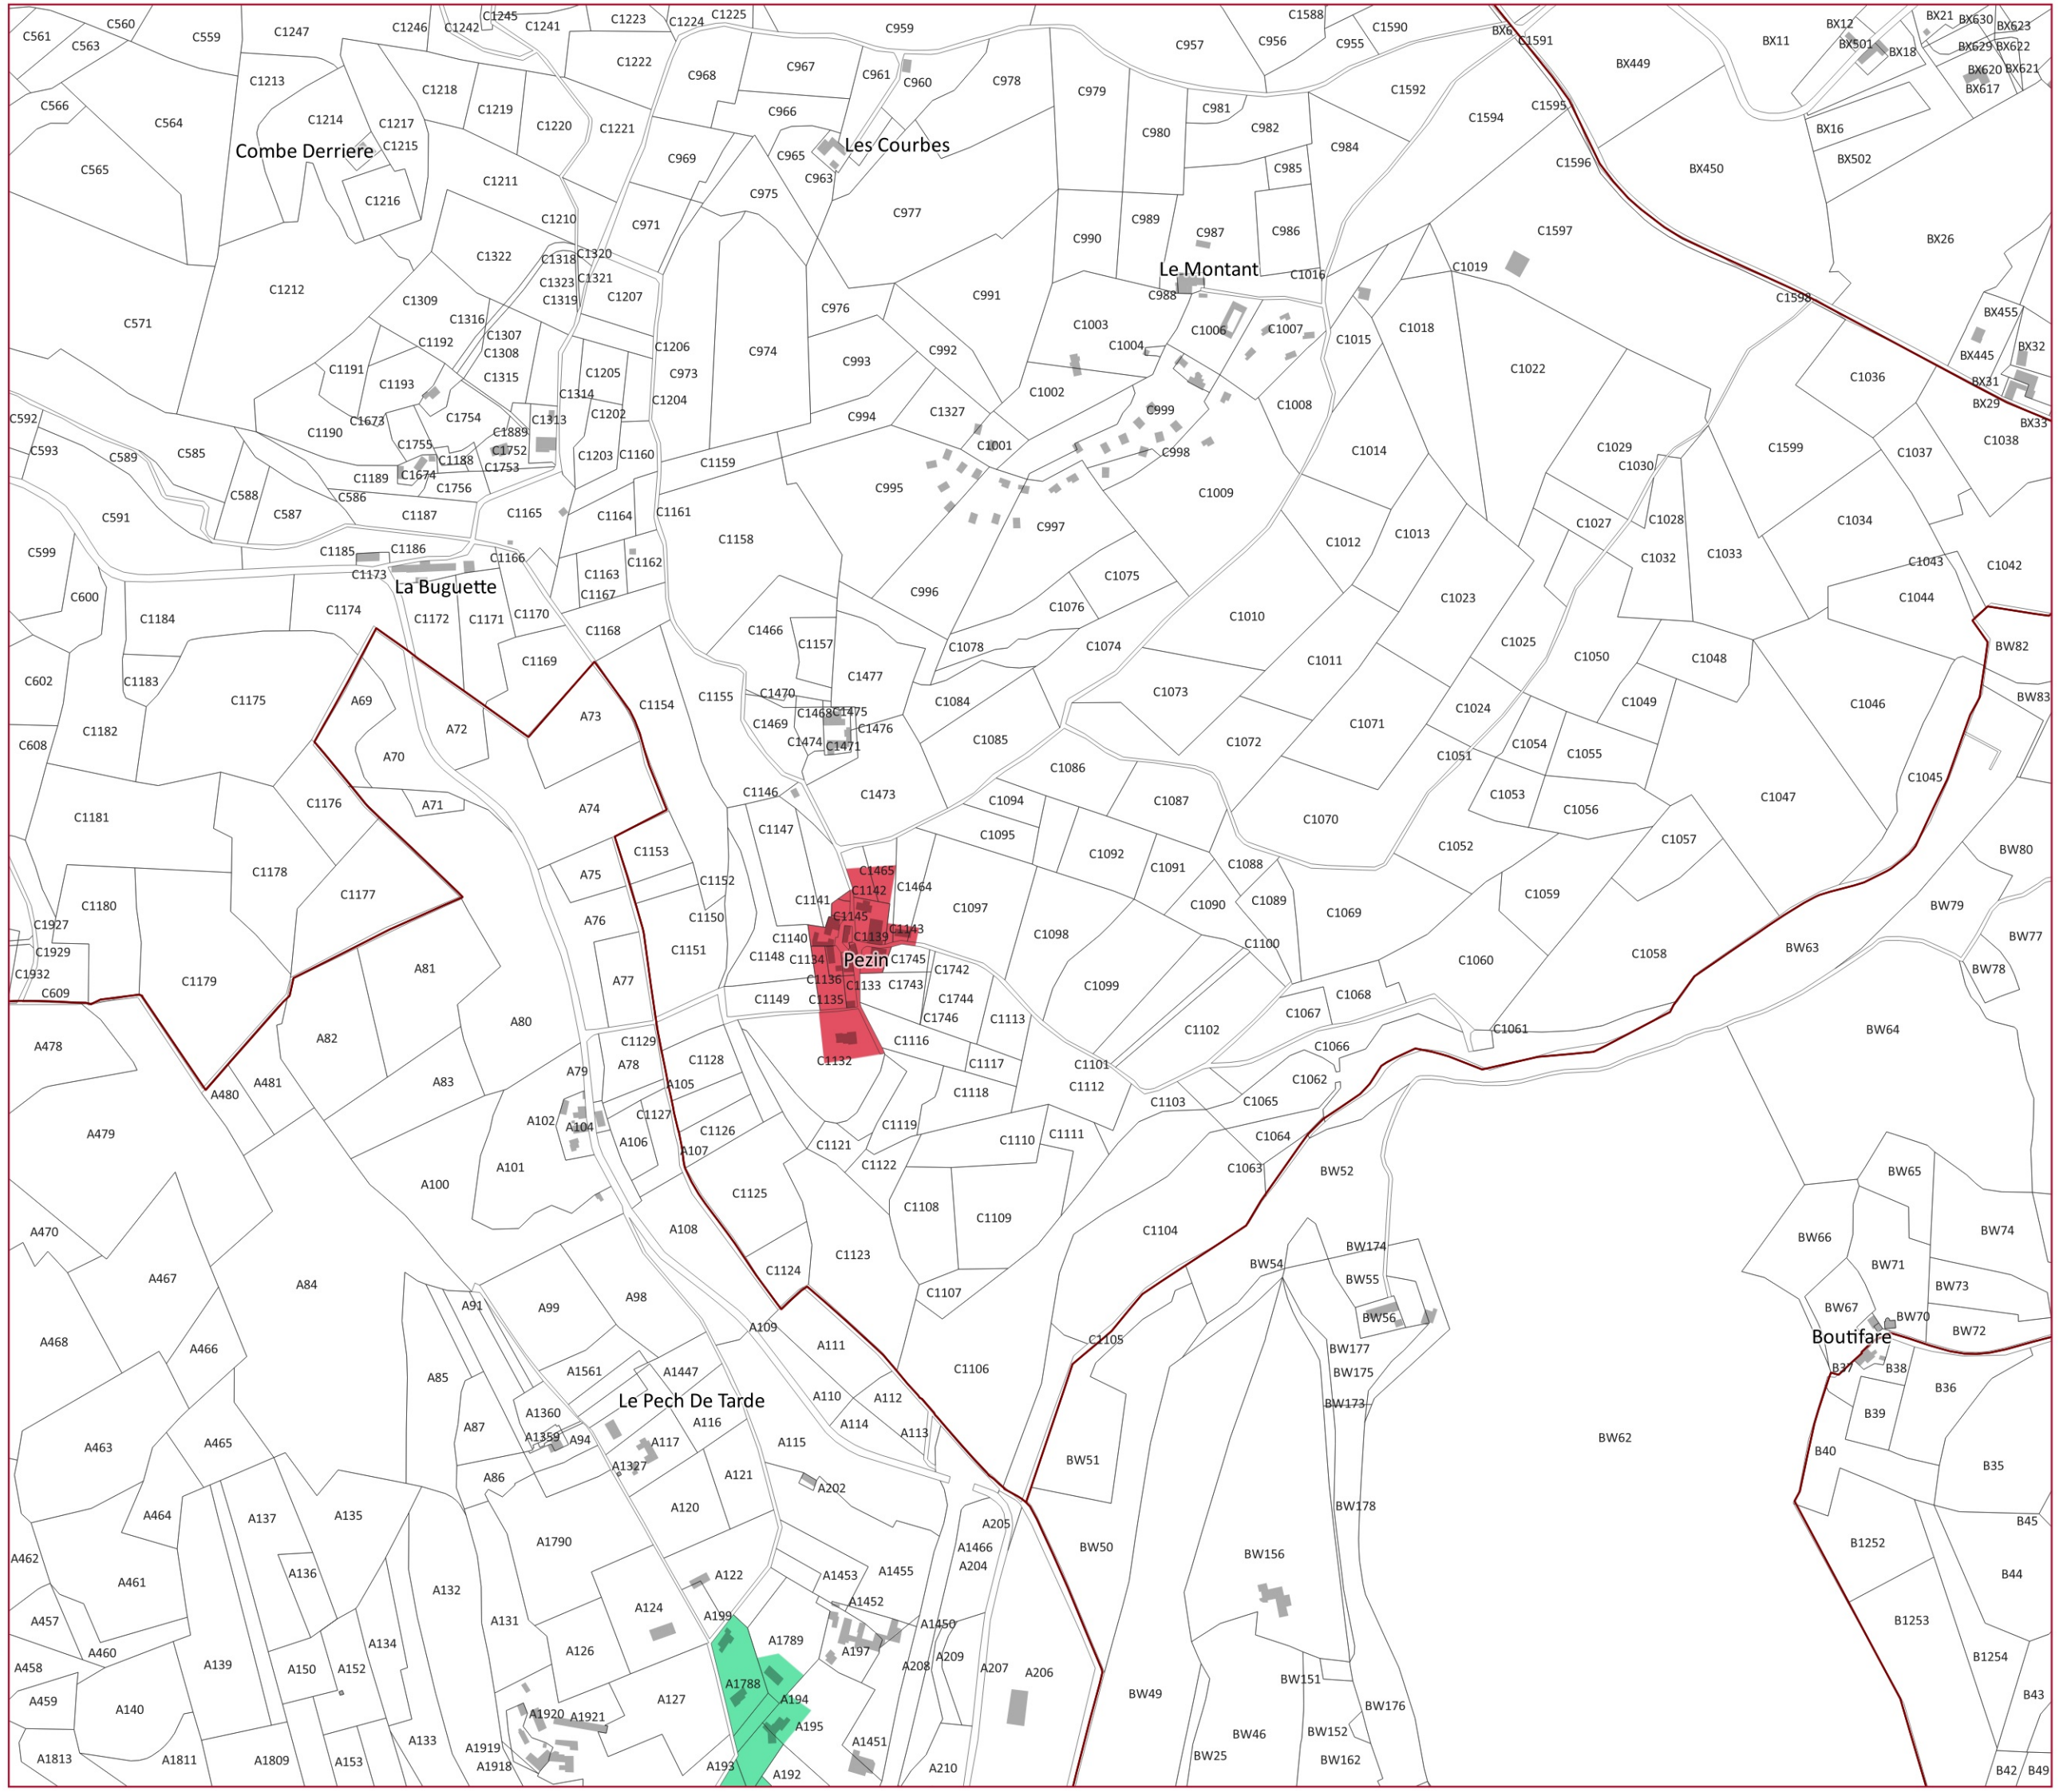 C561
C560
C563
C559
C1247
C1246
C1242
C1245
C1241
C1223
C1224
C1225
C959
C957
C1588
C956
C955
C1590
BX6
C1591
BX449
BX11
BX12
BX501
BX18
BX21
BX630
BX623
BX629
BX622
BX620
BX621
BX617
C566
C564
C1213
C1218
C1219
C1222
C968
C967
C961
C960
C978
C979
C980
C981
C982
C1592
C1594
C1595
BX16
C1214
C1217
C1215
C1220
C1221
C966
Combe Derriere
Les Courbes
C965
C963
C969
C984
C985
C1596
BX450
BX502
C565
C1216
C1211
C1210
C975
C977
C971
C989
C990
C987
C986
C1597
BX26
C1212
C1322
C1318
C1320
C1323
C1321
C1319
C1207
Le Montant
C1016
C1019
C988
C991
C1598
C571
C1309
C1316
C1192
C1307
C1308
C1315
C1206
C973
C974
C976
C993
C992
C1003
C1004
C1006
C1007
C1015
C1018
C1022
BX455
BX445
BX32
BX31
BX29
BX33
C1191
C1193
C1205
C1314
C1202
C1204
C994
C1327
C1002
C999
C1008
C1036
C592
C593
C589
C585
C1190
C1673
C1754
C1755
C1889
C1313
C1752
C1753
C1188
C1674
C1189
C1756
C1203
C1160
C1159
C1001
C998
C1014
C1029
C1030
C1599
C1037
C1038
C591
C588
C587
C586
C1187
C1165
C1164
C1161
C995
C1009
C997
C1158
C1012
C1013
C1027
C1028
C1034
C599
C1185
C1186
C1166
C1173
La Buguette
C1163
C1162
C1167
C1032
C1033
C1043
C1042
C600
C1184
C1174
C1172
C1171
C1170
C1168
C996
C1075
C1076
C1010
C1023
C1044
C1466
C1157
C1078
C1074
C1025
C1050
C1048
BW82
C602
C1183
C1175
A69
C1169
C1154
C1155
C1470
C1477
C1084
C1073
C1011
C1024
C1049
C1046
BW83
C608
C1182
A70
A72
A73
C1469
C1468
C1475
C1476
C1474
C1471
C1085
C1072
C1071
C1051
C1054
C1055
C1181
C1176
A71
A74
C1146
C1473
C1086
C1087
C1094
C1095
C1070
C1053
C1056
C1047
C1045
C1147
C1153
C1152
A75
C1178
C1177
C1465
C1142
C1464
C1141
C1092
C1091
C1088
C1089
C1052
C1057
BW80
C1180
C1927
C1929
C1932
C609
A76
C1150
C1151
C1140
C1145
C1139
C1143
C1097
C1098
C1090
C1100
C1069
C1059
C1058
BW79
BW77
BW63
BW78
C1179
A81
A77
C1148
C1134
Pezin
C1745
C1742
C1136
C1133
C1743
C1744
C1135
C1149
C1746
C1113
C1099
C1060
C1068
C1067
A478
A82
A80
C1129
C1132
C1116
C1117
C1102
C1061
C1066
BW64
A480
A481
A83
A79
A78
C1128
A105
C1118
C1101
C1112
C1103
C1065
C1062
A479
A102
A104
C1127
A106
C1126
A107
C1121
C1119
C1122
C1110
C1111
C1064
C1063
BW52
BW65
A101
A100
C1125
C1108
C1109
C1104
A470
A108
BW66
BW74
A467
A84
C1124
C1123
C1107
BW54
BW174
BW55
BW71
BW73
A468
A91
A99
A98
BW67
BW70
BW72
BW56
A466
A109
A111
C1105
BW177
BW175
Boutifare
B37
B38
A85
A1561
A1447
C1106
B36
Le Pech De Tarde
A110
A112
BW173
A87
A1360
A1359
A94
A116
A117
A114
A113
A463
A465
A115
B39
B40
BW62
A86
A1327
A121
A202
BW51
B35
A464
A137
A135
A120
BW178
A205
B45
A462
A1790
A1466
A204
BW50
BW156
B1252
A461
A136
A132
A122
A1453
A1455
A1452
B44
A457
A460
A131
A124
A199
A1789
A1450
B1253
A458
A139
A150
A152
A134
A126
A197
A208
A209
A207
A206
BW151
B1254
A459
A140
A127
A1788
A194
A195
BW49
BW176
B43
A1920
A1921
A1813
A1811
A1809
A153
A133
A1919
A1918
A193
A192
A1451
A210
BW25
BW46
BW152
BW162
B42
B49